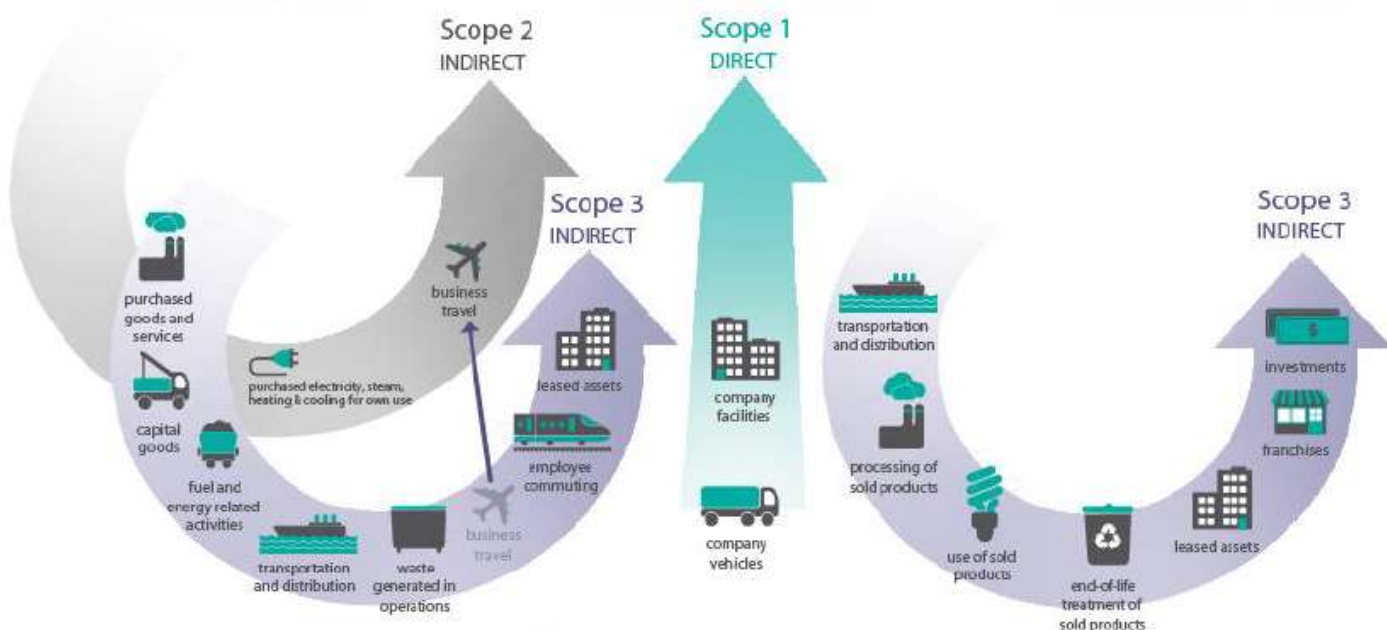 Scope 2
INDIRECT
Scope 1
DIRECT
Scope 3
INDIRECT
Scope 3
INDIRECT
purchased
goods and
services
capital
goods
fuel and
energy related
activities
transportation
and distribution
waste
generated in
operations
business
travel
employee
commuting
leased assets
purchased electricity, steam,
heating & cooling for own use
business
travel
company
facilities
company
vehicles
transportation
and distribution
processing of
sold products
use of sold
products
end-of-life
treatment of
sold products
leased assets
franchises
$
investments